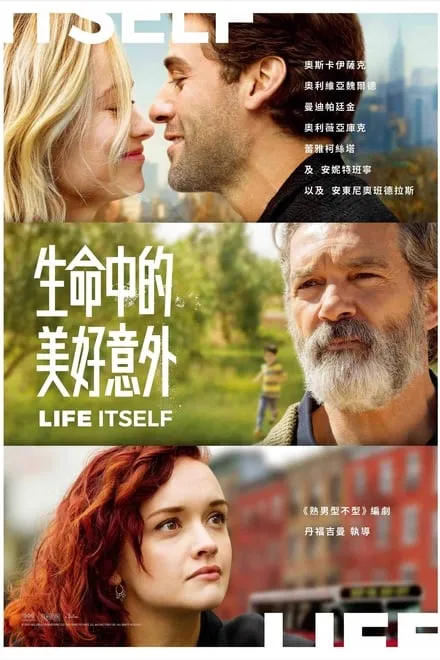 ITSELF
奧斯卡伊薩克
奧利維亞魏爾德
曼迪帕廷金
奧利薇亞庫克
蕾雅柯絲塔
及 安妮特班寧
以及 安東尼奧班德拉斯
生命中的
美好意外
LIFE ITSELF
《熟男型不型》編劇
丹福吉曼 執導
LIFE